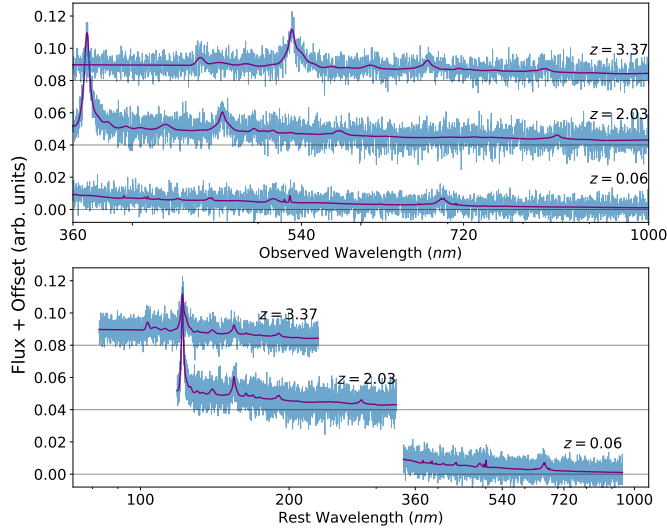 0.12
z = 3.37
0.10
0.08
0.06
z = 2.03
0.04
0.02
z = 0.06
0.00
360 540 720 1000
Observed Wavelength (nm)
Flux + Offset (arb. units)
0.12
z = 3.37
0.10
0.08
0.06
z = 2.03
0.04
0.02
z = 0.06
0.00
100 200 360 540 720 1000
Rest Wavelength (nm)